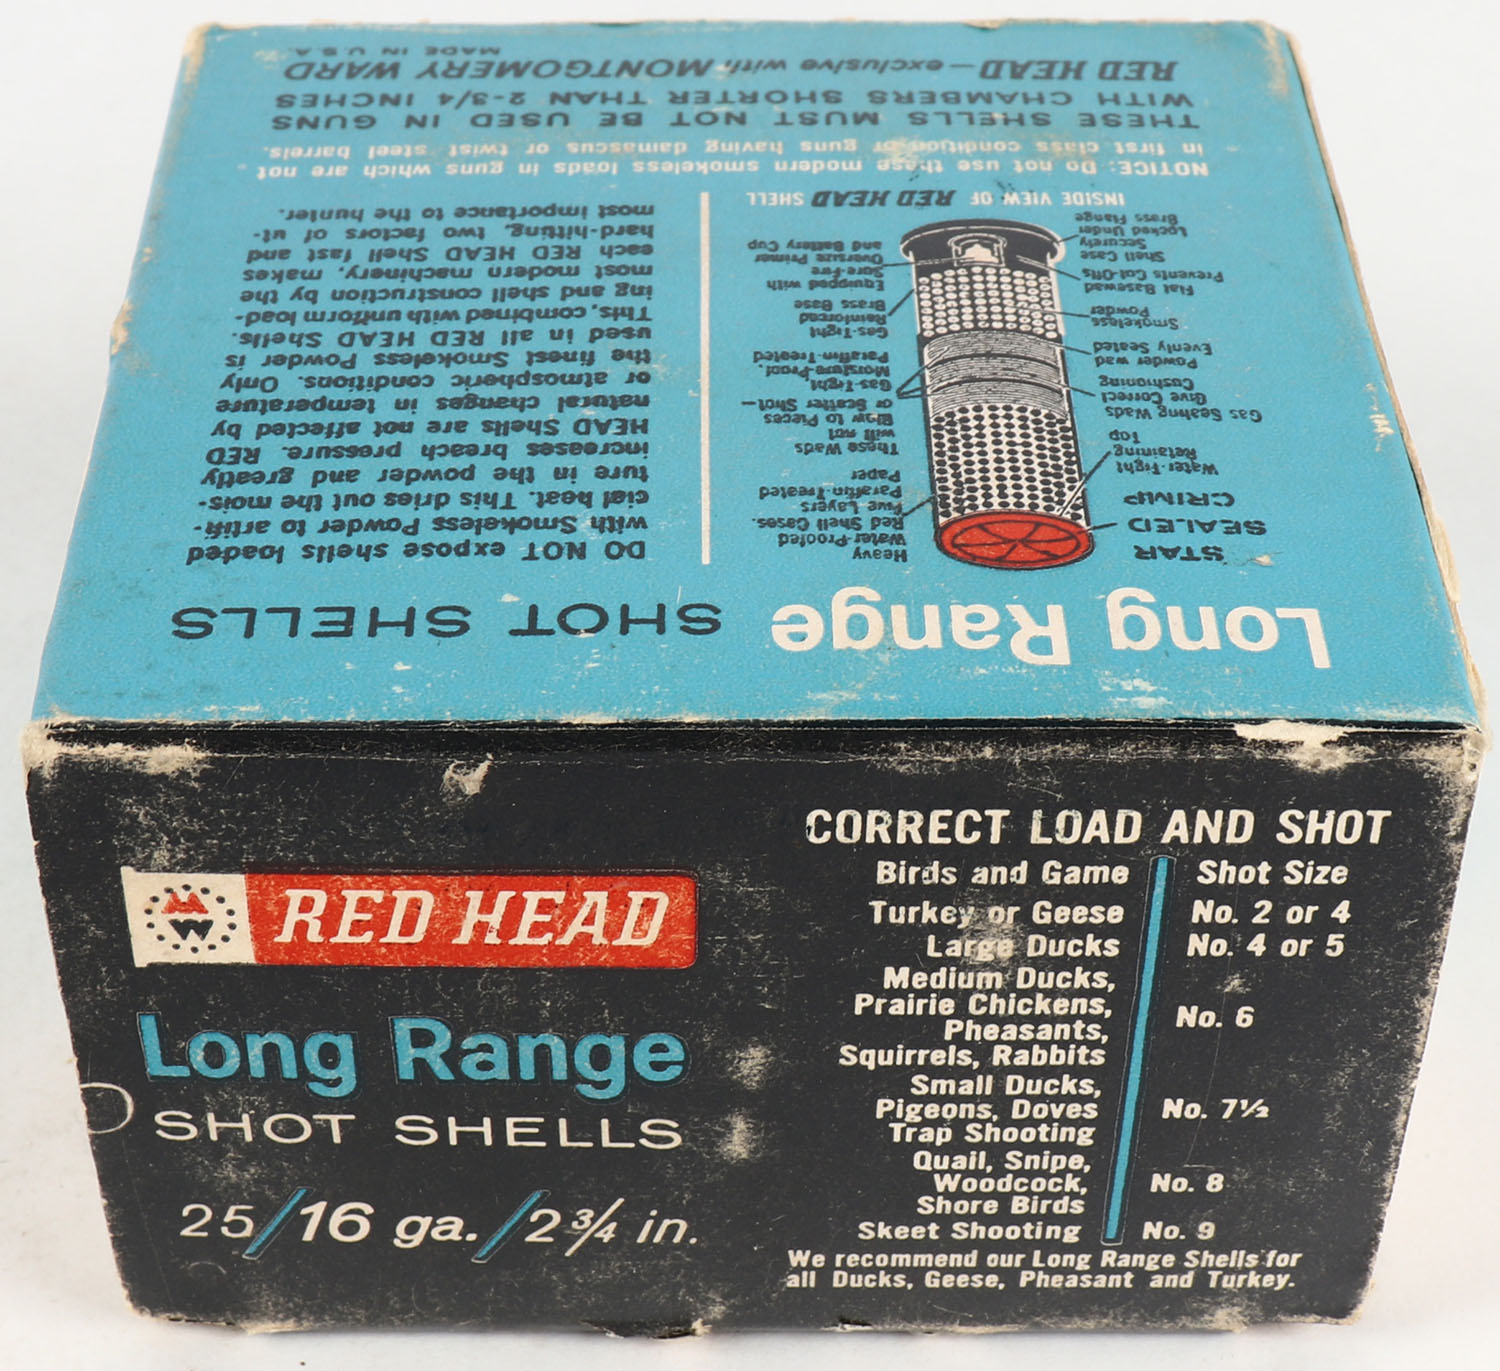 Long Range SHOT SHELLS
DO NOT expose shells loaded
with Smokeless Powder to artifi-
cial heat. This dries out the mois-
ture in the powder and greatly
increases breach pressure. RED
HEAD Shells are not affected by
natural changes in temperature
or atmospheric conditions. Only
the finest Smokeless Powder is
used in all RED HEAD Shells.
This, combined with uniform load-
ing and shell construction by the
most modern machinery, makes
each RED HEAD Shell fast and
hard-hitting, two factors of ut-
most importance to the hunter.
STAR
SEALED
CRIMP
Water-Tight
Retaining
Top
Gas Sealing Wads
Give Correct
Cushioning
Powder wad
Evenly Seated
Smokeless
Powder
Flat Basewad
Prevents Cut-Offs
Shell Case
Securely
Locked Under
Brass Flange
Heavy
Water-Proofed
Red Shell Cases.
Five Layers
Paraffin-Treated
Paper
These Wads
will not
Blow to Pieces
or Scatter Shot—
Gas-Tight
Moisture-Proof.
Paraffin-Treated
Gas-Tight
Reinforced
Brass Base
Equipped with
Sure-Fire
Oversize Primer
and Battery Cup
INSIDE VIEW OF RED HEAD SHELL
NOTICE: Do not use these modern smokeless loads in guns which are not
in first class condition or guns having damascus or twist steel barrels.
THESE SHELLS MUST NOT BE USED IN GUNS
WITH CHAMBERS SHORTER THAN 2-3/4 INCHES
RED HEAD—exclusive with MONTGOMERY WARD
MADE IN U.S.A.
RED HEAD
Long Range
SHOT SHELLS
25/16 ga./2 3/4 in.
CORRECT LOAD AND SHOT
Birds and Game Shot Size
Turkey or Geese No. 2 or 4
Large Ducks No. 4 or 5
Medium Ducks,
Prairie Chickens,
Pheasants,
Squirrels, Rabbits
No. 6
Small Ducks,
Pigeons, Doves
Trap Shooting
No. 7½
Quail, Snipe,
Woodcock,
Shore Birds
No. 8
Skeet Shooting No. 9
We recommend our Long Range Shells for
all Ducks, Geese, Pheasant and Turkey.